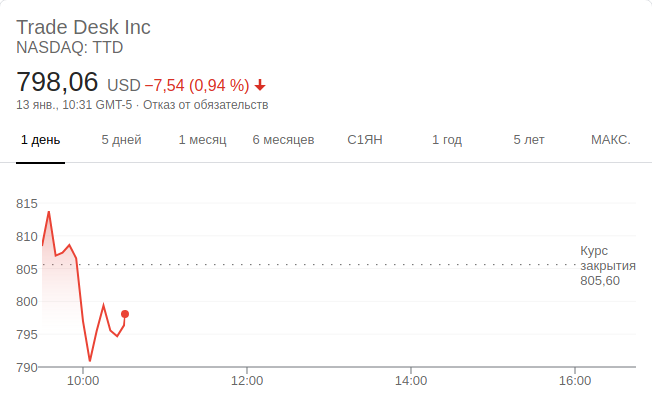 Trade Desk Inc
NASDAQ: TTD
798,06 USD −7,54 (0,94 %)
13 янв., 10:31 GMT-5 · Отказ от обязательств
1 день 5 дней 1 месяц 6 месяцев С1ЯН 1 год 5 лет МАКС.
815
810
Курс
805 закрытия
805,60
800
795
790
10:00 12:00 14:00 16:00